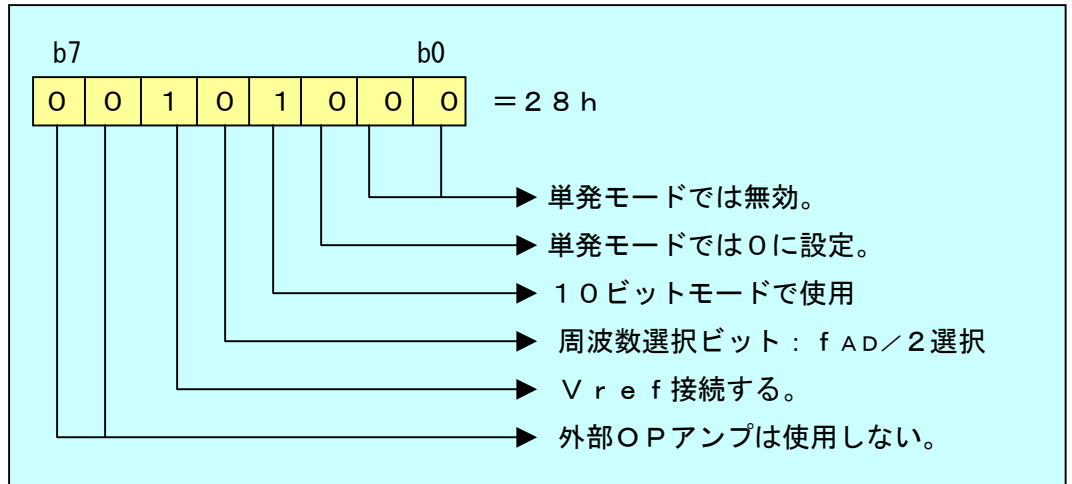 b7 b0
0 0 1 0 1 0 0 0 =28h
単発モードでは無効。
単発モードでは0に設定。
10ビットモードで使用
周波数選択ビット:fAD/2選択
Vref接続する。
外部OPアンプは使用しない。